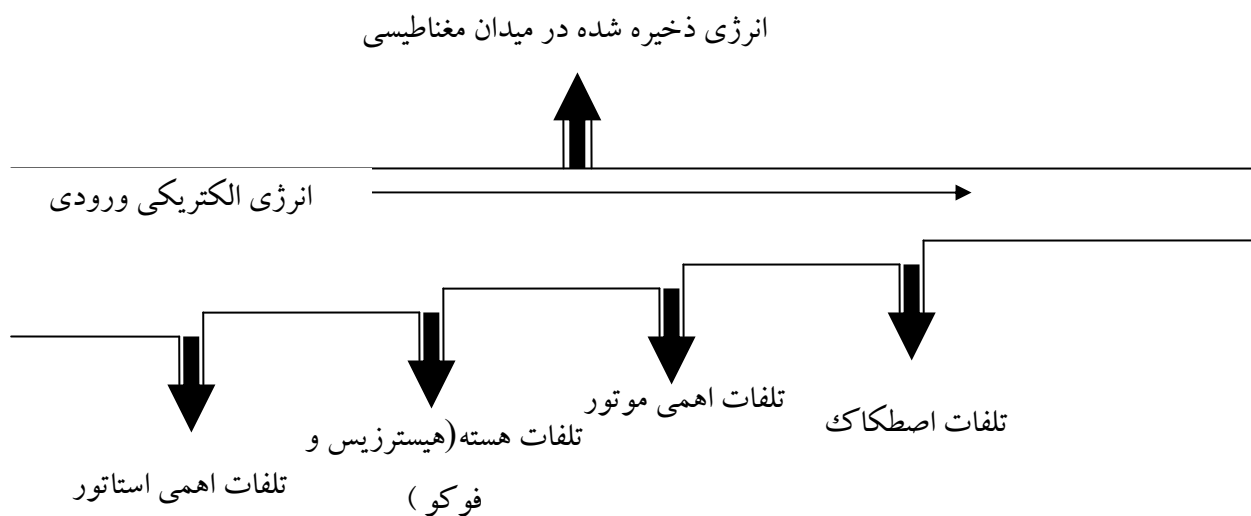 انرژی ذخیره شده در میدان مغناطیسی
انرژی الکتریکی ورودی
تلفات اهمی استاتور
تلفات هسته(هیسترزیس و
فوکو )
تلفات اهمی موتور
تلفات اصطکاك